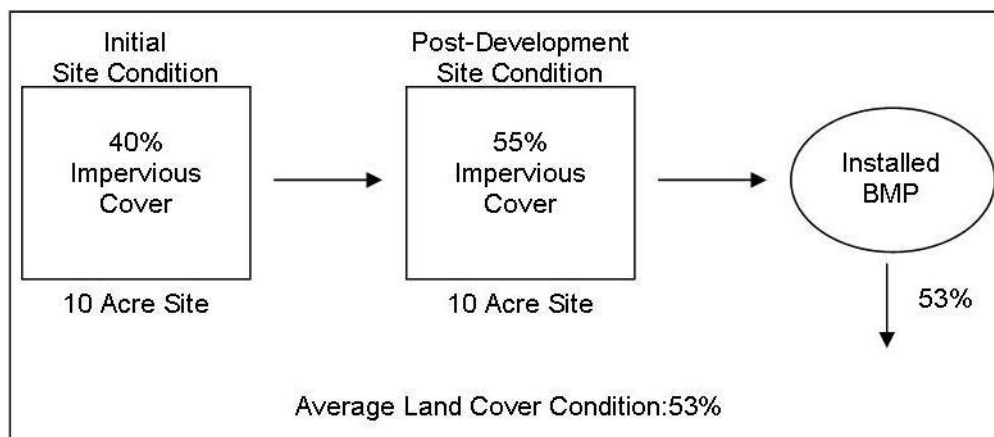 Initial
Site Condition
40%
Impervious
Cover
10 Acre Site
Post-Development
Site Condition
55%
Impervious
Cover
10 Acre Site
Installed
BMP
53%
Average Land Cover Condition:53%